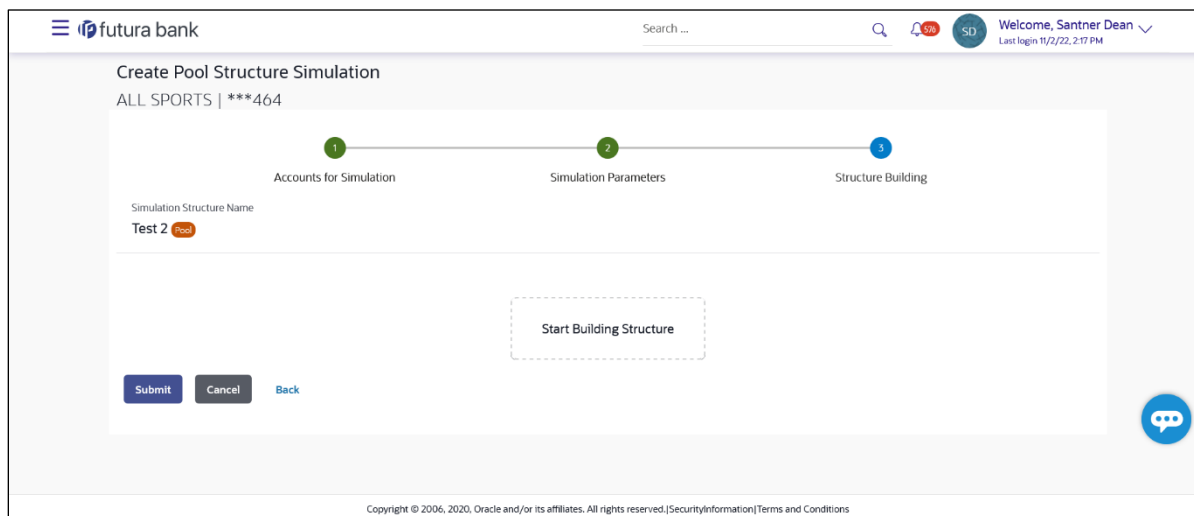 futura bank
Search ...
576
SD
Welcome, Santner Dean
Last login 11/2/22, 2:17 PM
Create Pool Structure Simulation
ALL SPORTS | ***464
1
2
3
Accounts for Simulation
Simulation Parameters
Structure Building
Simulation Structure Name
Test 2 Pool
Start Building Structure
Submit
Cancel
Back
Copyright © 2006, 2020, Oracle and/or its affiliates. All rights reserved.|SecurityInformation|Terms and Conditions